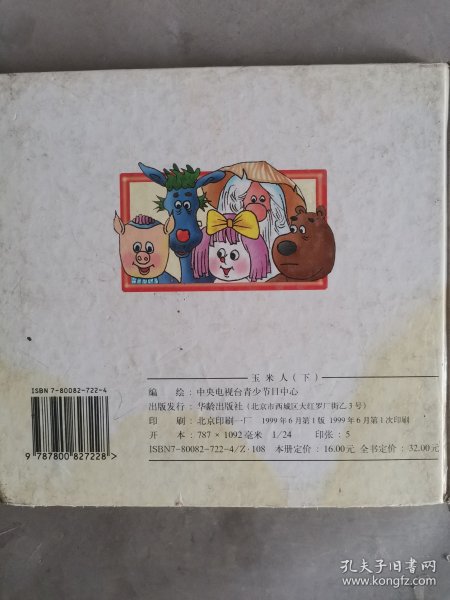 玉米人（下）
编 绘：中央电视台青少节目中心
出版发行：华龄出版社（北京市西城区大红罗厂街乙3号）
印 刷：北京印刷一厂 1999年6月第1版 1999年6月第1次印刷
开 本：787×1092毫米 1/24 印张：5
ISBN7-80082-722-4/Z·108 本册定价：16.00元 全书定价：32.00元
ISBN 7-80082-722-4
9 787800 827228>
孔夫子旧书网
www.kongfz.com